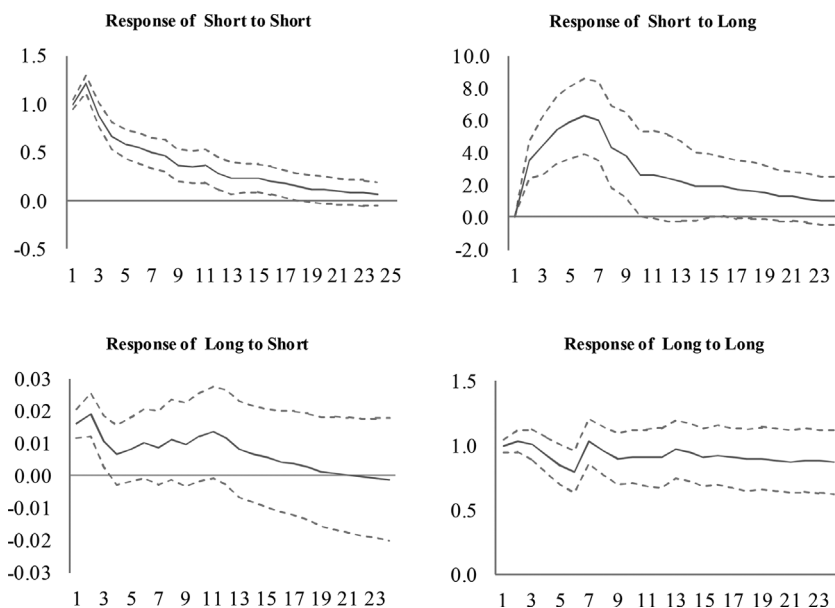 Response of Short to Short
1.5
1.0
0.5
0.0
-0.5
1 3 5 7 9 11 13 15 17 19 21 23 25
Response of Short to Long
10.0
8.0
6.0
4.0
2.0
0.0
-2.0
1 3 5 7 9 11 13 15 17 19 21 23
Response of Long to Short
0.03
0.02
0.01
0.00
-0.01
-0.02
-0.03
1 3 5 7 9 11 13 15 17 19 21 23
Response of Long to Long
1.5
1.0
0.5
0.0
1 3 5 7 9 11 13 15 17 19 21 23